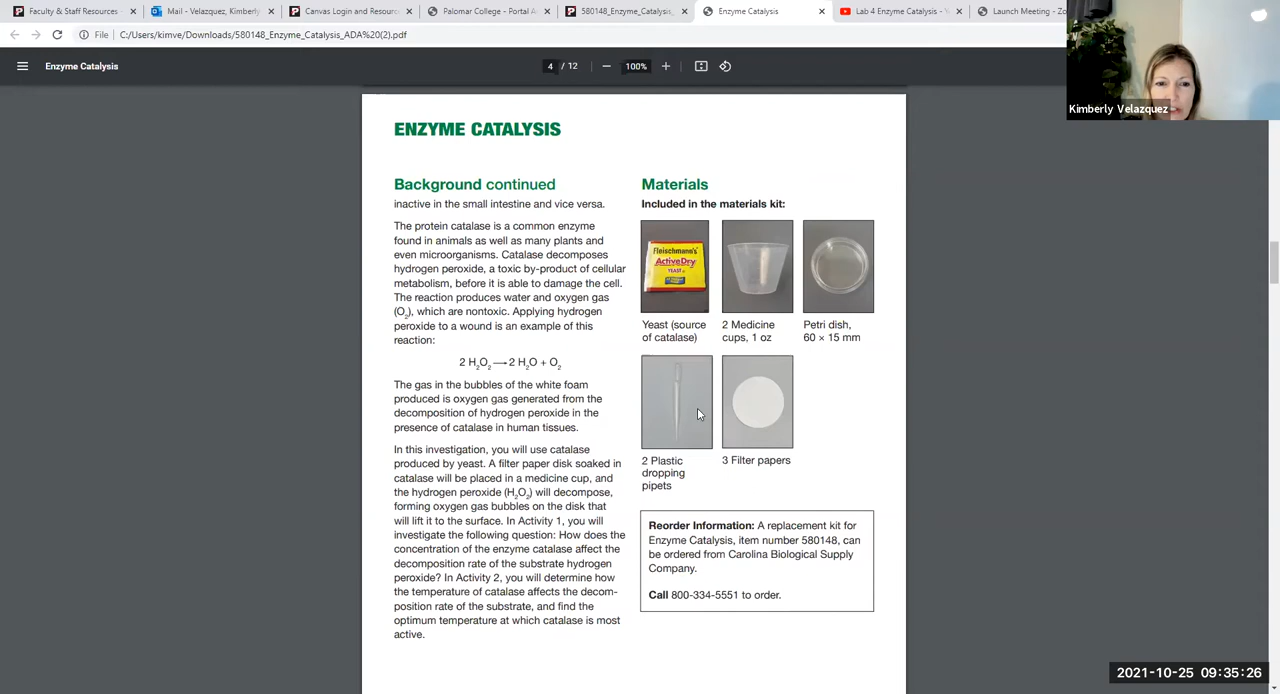 Faculty & Staff Resources -
Mail - Velazquez, Kimberly
Canvas Login and Resource
Palomar College - Portal A
580148_Enzyme_Catalysis_
Enzyme Catalysis
Lab 4 Enzyme Catalysis - Y
Launch Meeting - Zo
File
C:/Users/kimve/Downloads/580148_Enzyme_Catalysis_ADA%20(2).pdf
Enzyme Catalysis
4 / 12
100%
Kimberly Velazquez
ENZYME CATALYSIS
Background continued
inactive in the small intestine and vice versa.
The protein catalase is a common enzyme
found in animals as well as many plants and
even microorganisms. Catalase decomposes
hydrogen peroxide, a toxic by-product of cellular
metabolism, before it is able to damage the cell.
The reaction produces water and oxygen gas
(O₂), which are nontoxic. Applying hydrogen
peroxide to a wound is an example of this
reaction:
2 H₂O₂ → 2 H₂O + O₂
The gas in the bubbles of the white foam
produced is oxygen gas generated from the
decomposition of hydrogen peroxide in the
presence of catalase in human tissues.
In this investigation, you will use catalase
produced by yeast. A filter paper disk soaked in
catalase will be placed in a medicine cup, and
the hydrogen peroxide (H₂O₂) will decompose,
forming oxygen gas bubbles on the disk that
will lift it to the surface. In Activity 1, you will
investigate the following question: How does the
concentration of the enzyme catalase affect the
decomposition rate of the substrate hydrogen
peroxide? In Activity 2, you will determine how
the temperature of catalase affects the decom-
position rate of the substrate, and find the
optimum temperature at which catalase is most
active.
Materials
Included in the materials kit:
Fleischmann's
ActiveDry
YEAST
Yeast (source
of catalase)
2 Medicine
cups, 1 oz
Petri dish,
60 × 15 mm
2 Plastic
dropping
pipets
3 Filter papers
Reorder Information: A replacement kit for
Enzyme Catalysis, item number 580148, can
be ordered from Carolina Biological Supply
Company.
Call 800-334-5551 to order.
2021-10-25 09:35:26